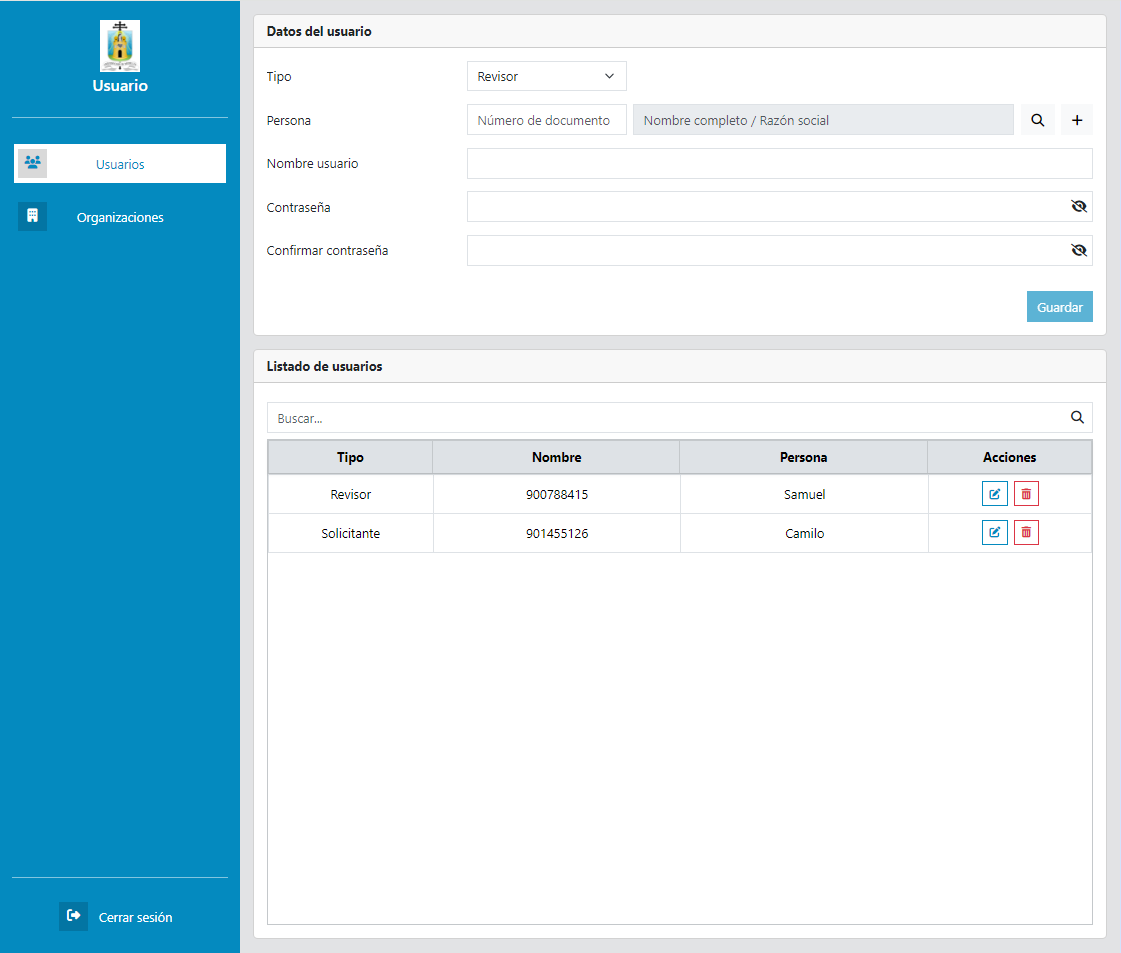 Usuario
Usuarios
Organizaciones
Cerrar sesión
Datos del usuario
Tipo
Revisor
Persona
Número de documento
Nombre completo / Razón social
Nombre usuario
Contraseña
Confirmar contraseña
Guardar
Listado de usuarios
Buscar...
Tipo Nombre Persona Acciones
Revisor 900788415 Samuel
Solicitante 901455126 Camilo